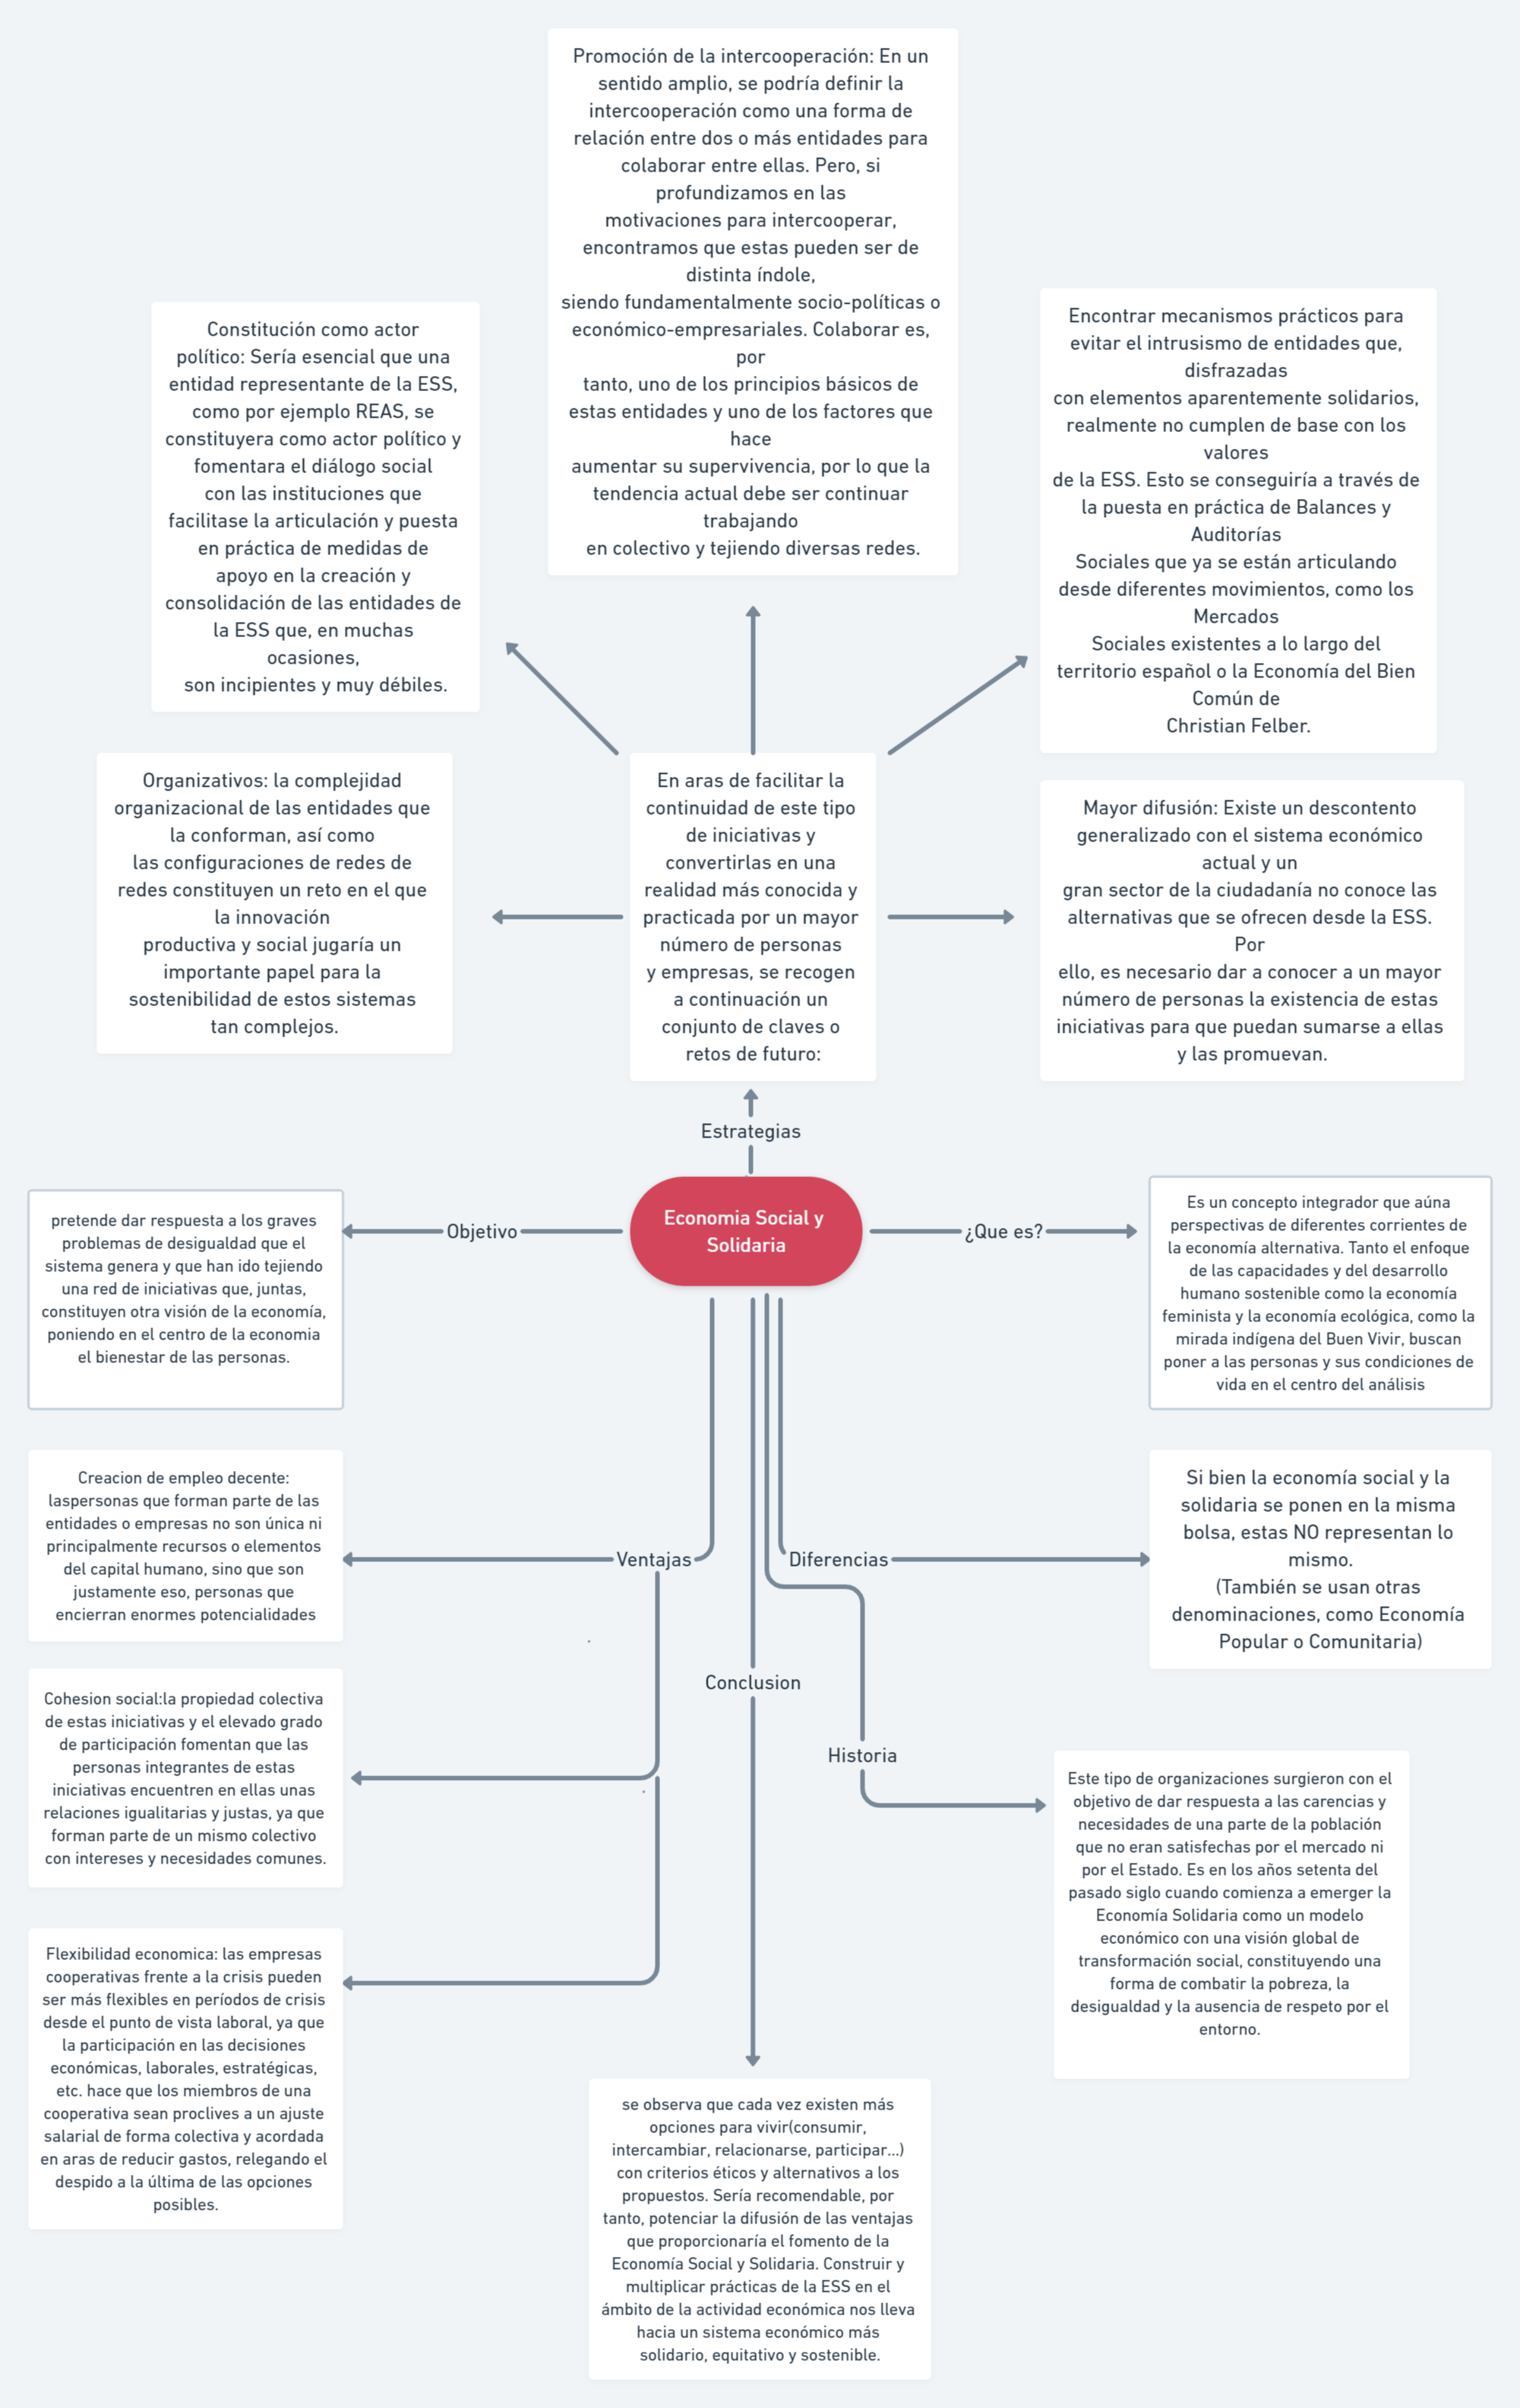 Promoción de la intercooperación: En un
sentido amplio, se podría definir la
intercooperación como una forma de
relación entre dos o más entidades para
colaborar entre ellas. Pero, si
profundizamos en las
motivaciones para intercooperar,
encontramos que estas pueden ser de
distinta índole,
siendo fundamentalmente socio-políticas o
económico-empresariales. Colaborar es,
por
tanto, uno de los principios básicos de
estas entidades y uno de los factores que
hace
aumentar su supervivencia, por lo que la
tendencia actual debe ser continuar
trabajando
en colectivo y tejiendo diversas redes.
Constitución como actor
político: Sería esencial que una
entidad representante de la ESS,
como por ejemplo REAS, se
constituyera como actor político y
fomentara el diálogo social
con las instituciones que
facilitase la articulación y puesta
en práctica de medidas de
apoyo en la creación y
consolidación de las entidades de
la ESS que, en muchas
ocasiones,
son incipientes y muy débiles.
Encontrar mecanismos prácticos para
evitar el intrusismo de entidades que,
disfrazadas
con elementos aparentemente solidarios,
realmente no cumplen de base con los
valores
de la ESS. Esto se conseguiría a través de
la puesta en práctica de Balances y
Auditorías
Sociales que ya se están articulando
desde diferentes movimientos, como los
Mercados
Sociales existentes a lo largo del
territorio español o la Economía del Bien
Común de
Christian Felber.
Organizativos: la complejidad
organizacional de las entidades que
la conforman, así como
las configuraciones de redes de
redes constituyen un reto en el que
la innovación
productiva y social jugaría un
importante papel para la
sostenibilidad de estos sistemas
tan complejos.
En aras de facilitar la
continuidad de este tipo
de iniciativas y
convertirlas en una
realidad más conocida y
practicada por un mayor
número de personas
y empresas, se recogen
a continuación un
conjunto de claves o
retos de futuro:
Mayor difusión: Existe un descontento
generalizado con el sistema económico
actual y un
gran sector de la ciudadanía no conoce las
alternativas que se ofrecen desde la ESS.
Por
ello, es necesario dar a conocer a un mayor
número de personas la existencia de estas
iniciativas para que puedan sumarse a ellas
y las promuevan.
Estrategias
pretende dar respuesta a los graves
problemas de desigualdad que el
sistema genera y que han ido tejiendo
una red de iniciativas que, juntas,
constituyen otra visión de la economía,
poniendo en el centro de la economia
el bienestar de las personas.
Objetivo
Economia Social y
Solidaria
¿Que es?
Es un concepto integrador que aúna
perspectivas de diferentes corrientes de
la economía alternativa. Tanto el enfoque
de las capacidades y del desarrollo
humano sostenible como la economía
feminista y la economía ecológica, como la
mirada indígena del Buen Vivir, buscan
poner a las personas y sus condiciones de
vida en el centro del análisis
Creacion de empleo decente:
laspersonas que forman parte de las
entidades o empresas no son única ni
principalmente recursos o elementos
del capital humano, sino que son
justamente eso, personas que
encierran enormes potencialidades
Ventajas
Diferencias
Si bien la economía social y la
solidaria se ponen en la misma
bolsa, estas NO representan lo
mismo.
(También se usan otras
denominaciones, como Economía
Popular o Comunitaria)
Cohesion social:la propiedad colectiva
de estas iniciativas y el elevado grado
de participación fomentan que las
personas integrantes de estas
iniciativas encuentren en ellas unas
relaciones igualitarias y justas, ya que
forman parte de un mismo colectivo
con intereses y necesidades comunes.
Conclusion
Historia
Este tipo de organizaciones surgieron con el
objetivo de dar respuesta a las carencias y
necesidades de una parte de la población
que no eran satisfechas por el mercado ni
por el Estado. Es en los años setenta del
pasado siglo cuando comienza a emerger la
Economía Solidaria como un modelo
económico con una visión global de
transformación social, constituyendo una
forma de combatir la pobreza, la
desigualdad y la ausencia de respeto por el
entorno.
Flexibilidad economica: las empresas
cooperativas frente a la crisis pueden
ser más flexibles en períodos de crisis
desde el punto de vista laboral, ya que
la participación en las decisiones
económicas, laborales, estratégicas,
etc. hace que los miembros de una
cooperativa sean proclives a un ajuste
salarial de forma colectiva y acordada
en aras de reducir gastos, relegando el
despido a la última de las opciones
posibles.
se observa que cada vez existen más
opciones para vivir(consumir,
intercambiar, relacionarse, participar...)
con criterios éticos y alternativos a los
propuestos. Sería recomendable, por
tanto, potenciar la difusión de las ventajas
que proporcionaría el fomento de la
Economía Social y Solidaria. Construir y
multiplicar prácticas de la ESS en el
ámbito de la actividad económica nos lleva
hacia un sistema económico más
solidario, equitativo y sostenible.